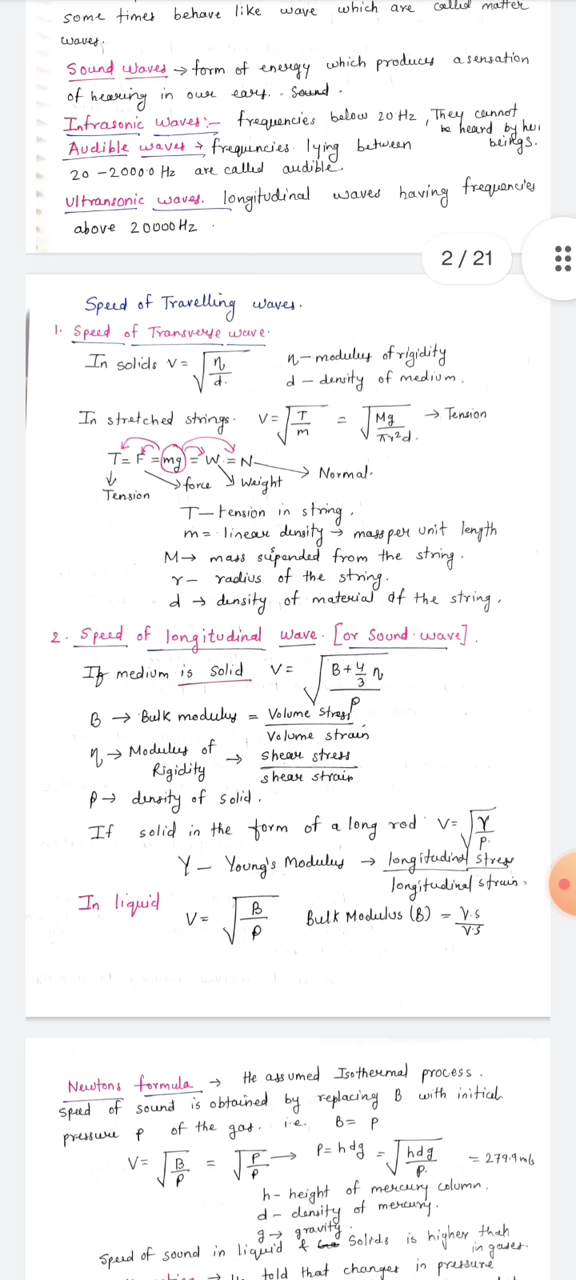 some times behave like wave which are called matter
waves.
Sound waves → form of energy which produces a sensation
of hearing in our ears. Sound.
Infrasonic waves:- frequencies below 20 Hz, They cannot
be heard by
beings.
Audible waves → frequencies lying between
20 - 20000 Hz are called audible.
Ultransonic waves. longitudinal waves having frequencies
above 20000 Hz.
2 / 21
Speed of Travelling waves.
1. Speed of Transverse wave.
In solids V = √(η/d.) η - modulus of rigidity
d - density of medium.
In stretched strings. V = √(T/m) = √(Mg/πr²d.) → Tension
T = F = mg = W = N → Normal.
Tension force Weight
T - tension in string.
m = linear density → mass per unit length
M → mass supended from the string.
r - radius of the string.
d → density of material of the string.
2. Speed of longitudinal wave. [or Sound wave].
If medium is solid V = √((B + 4/3 η)/ρ)
B → Bulk modulus = Volume stress/Volume strain
η → Modulus of Rigidity → shear stress/shear strain
ρ → density of solid.
If solid in the form of a long rod V = √(Y/ρ.)
Y - Young's Modulus → longitudinal stress/longitudinal strain.
In liquid V = √(B/ρ) Bulk Modulus (B) = V.S/V.S
Newtons formula → He assumed Isothermal process.
Speed of sound is obtained by replacing B with initial
pressure P of the gas. i.e. B = P
V = √(B/ρ) = √(P/ρ) → P = hdg = √(hdg/ρ.) = 279.9 m/s
h - height of mercury column.
d - density of mercury.
g → gravity.
Speed of sound in liquid & Solids is higher than
in gases.
told that changes in pressure